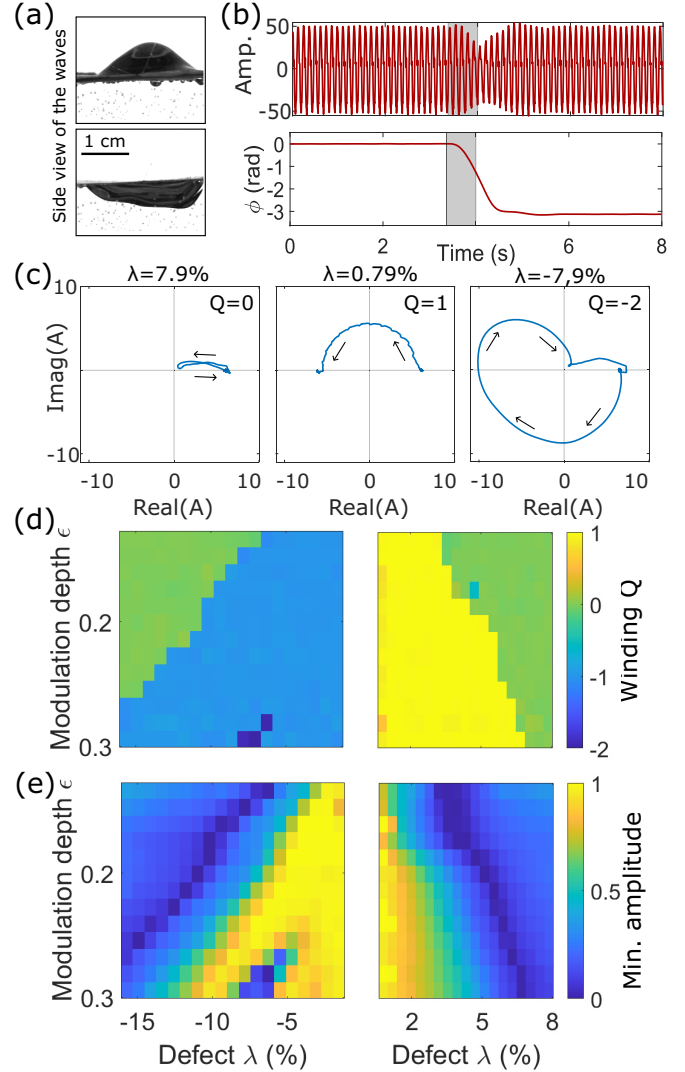 (a)
Side view of the waves
1 cm
(b)
Amp.
50
0
-50
ϕ (rad)
0
-1
-2
-3
0
2
4
6
8
Time (s)
(c)
λ=7.9%
λ=0.79%
λ=-7,9%
Q=0
Q=1
Q=-2
Imag(A)
10
0
-10
-10
0
10
-10
0
10
-10
0
10
Real(A)
Real(A)
Real(A)
(d)
Modulation depth ϵ
0.2
0.3
1
0
-1
-2
Winding Q
(e)
Modulation depth ϵ
0.2
0.3
-15
-10
-5
2
5
8
1
0.5
0
Min. amplitude
Defect λ (%)
Defect λ (%)